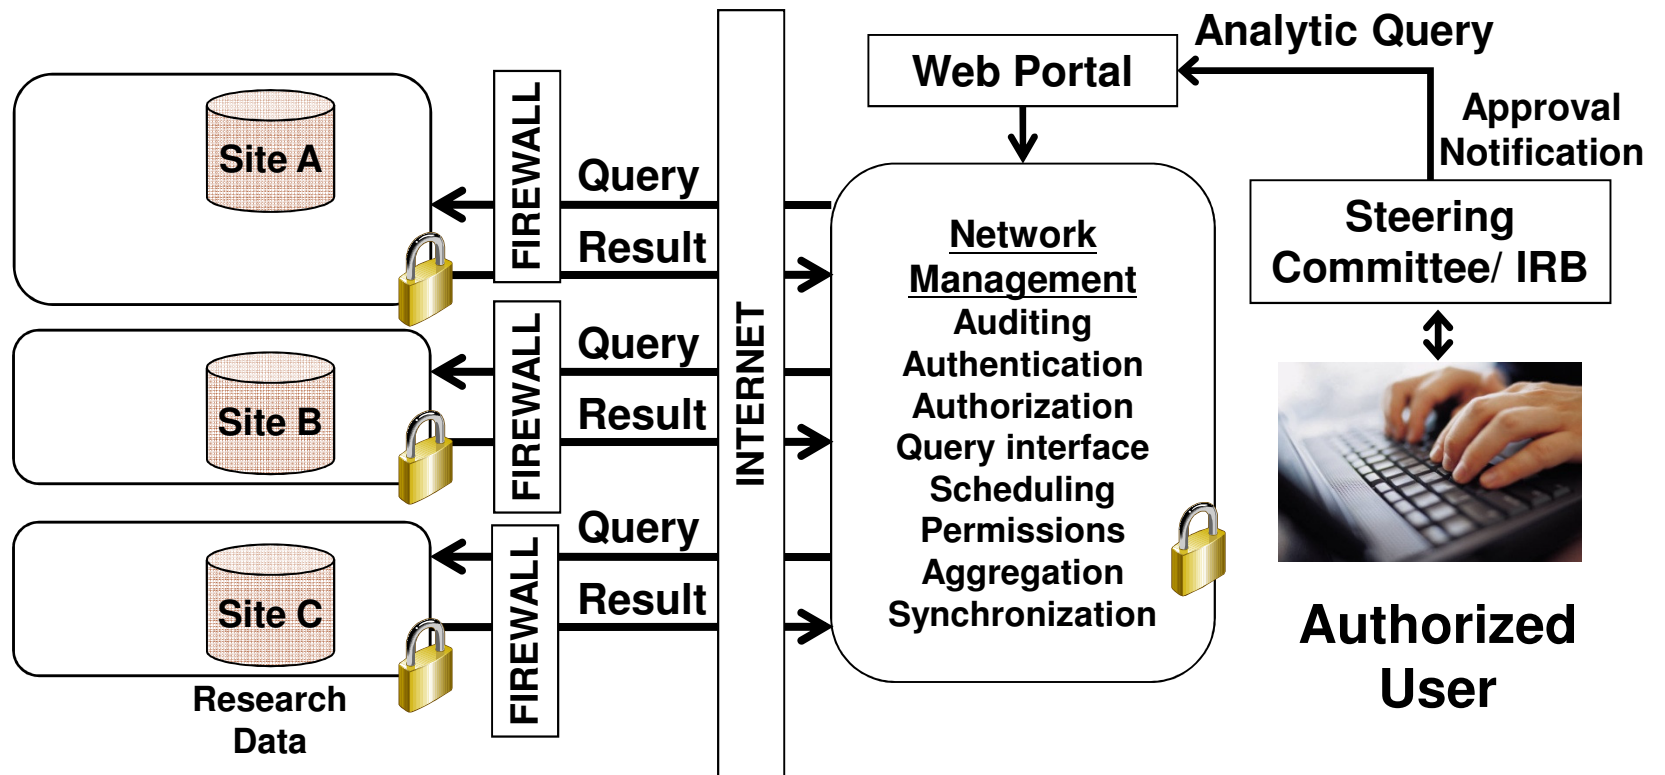 Site A
FIREWALL
Query
Result
Site B
FIREWALL
Query
Result
Site C
FIREWALL
Query
Result
Research
Data
INTERNET
Web Portal
Analytic Query
Approval
Notification
Steering
Committee/ IRB
Network
Management
Auditing
Authentication
Authorization
Query interface
Scheduling
Permissions
Aggregation
Synchronization
Authorized
User